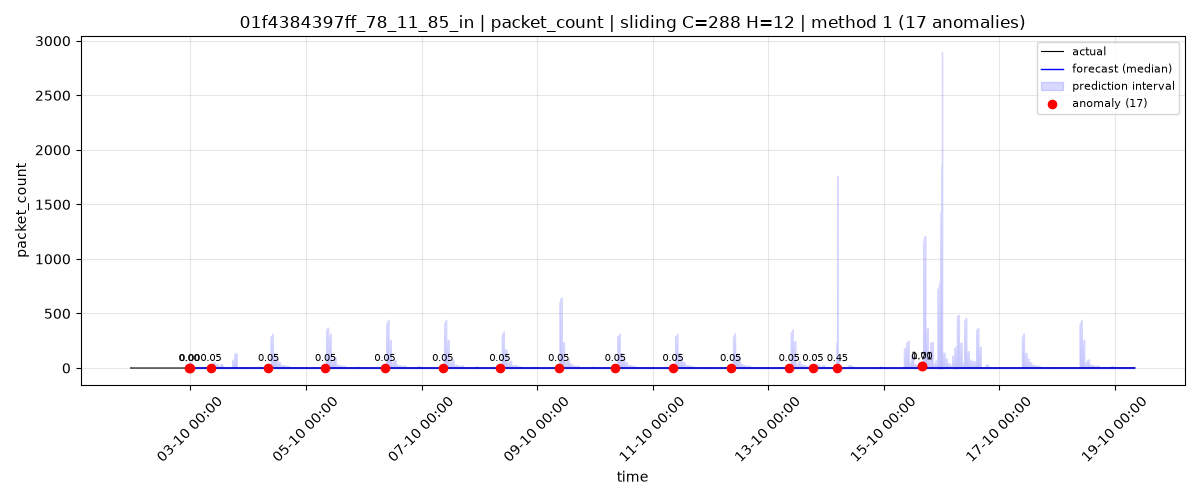 01f4384397ff_78_11_85_in | packet_count | sliding C=288 H=12 | method 1 (17 anomalies)
actual
forecast (median)
prediction interval
anomaly (17)
packet_count
3000
2500
2000
1500
1000
500
0
0.05 0.05 0.05 0.05 0.05 0.05 0.05 0.05 0.05 0.05 0.05 0.05 0.45
03-10 00:00
05-10 00:00
07-10 00:00
09-10 00:00
11-10 00:00
13-10 00:00
15-10 00:00
17-10 00:00
19-10 00:00
time